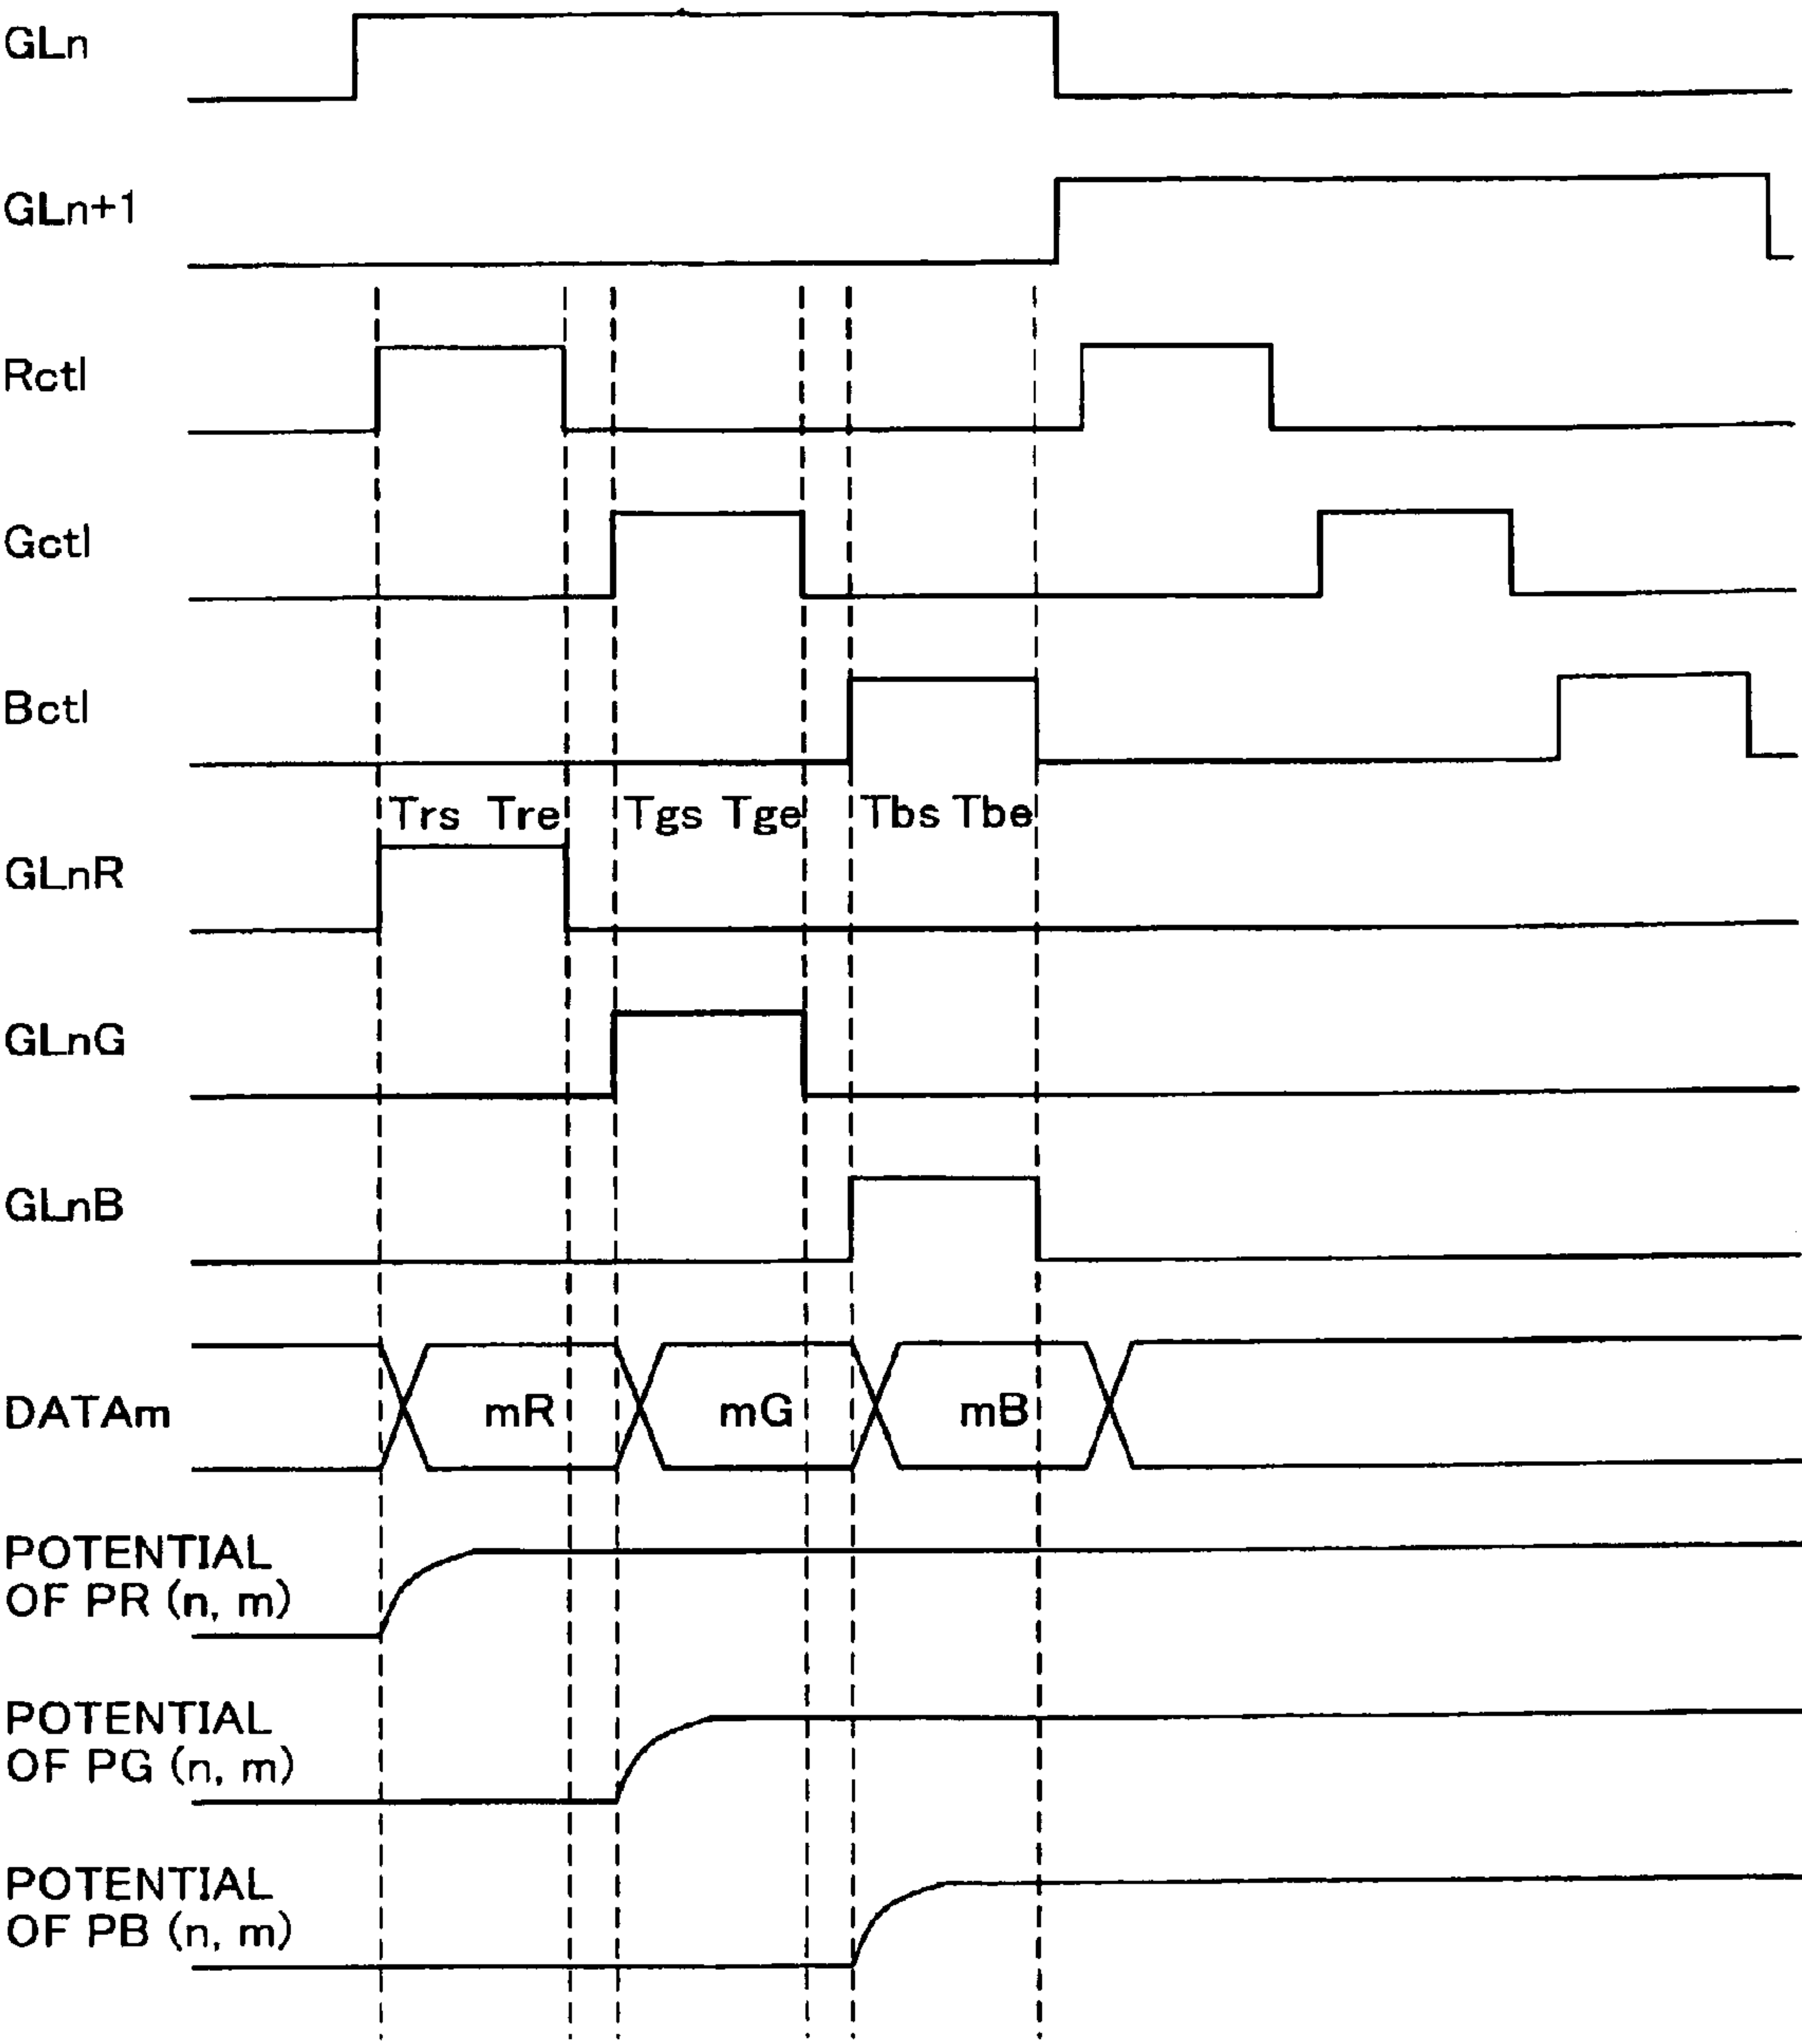 GLn
GLn+1
Rctl
Gctl
Bctl
Trs Tre Tgs Tge Tbs Tbe
GLnR
GLnG
GLnB
DATAm mR mG mB
POTENTIAL
OF PR (n, m)
POTENTIAL
OF PG (n, m)
POTENTIAL
OF PB (n, m)